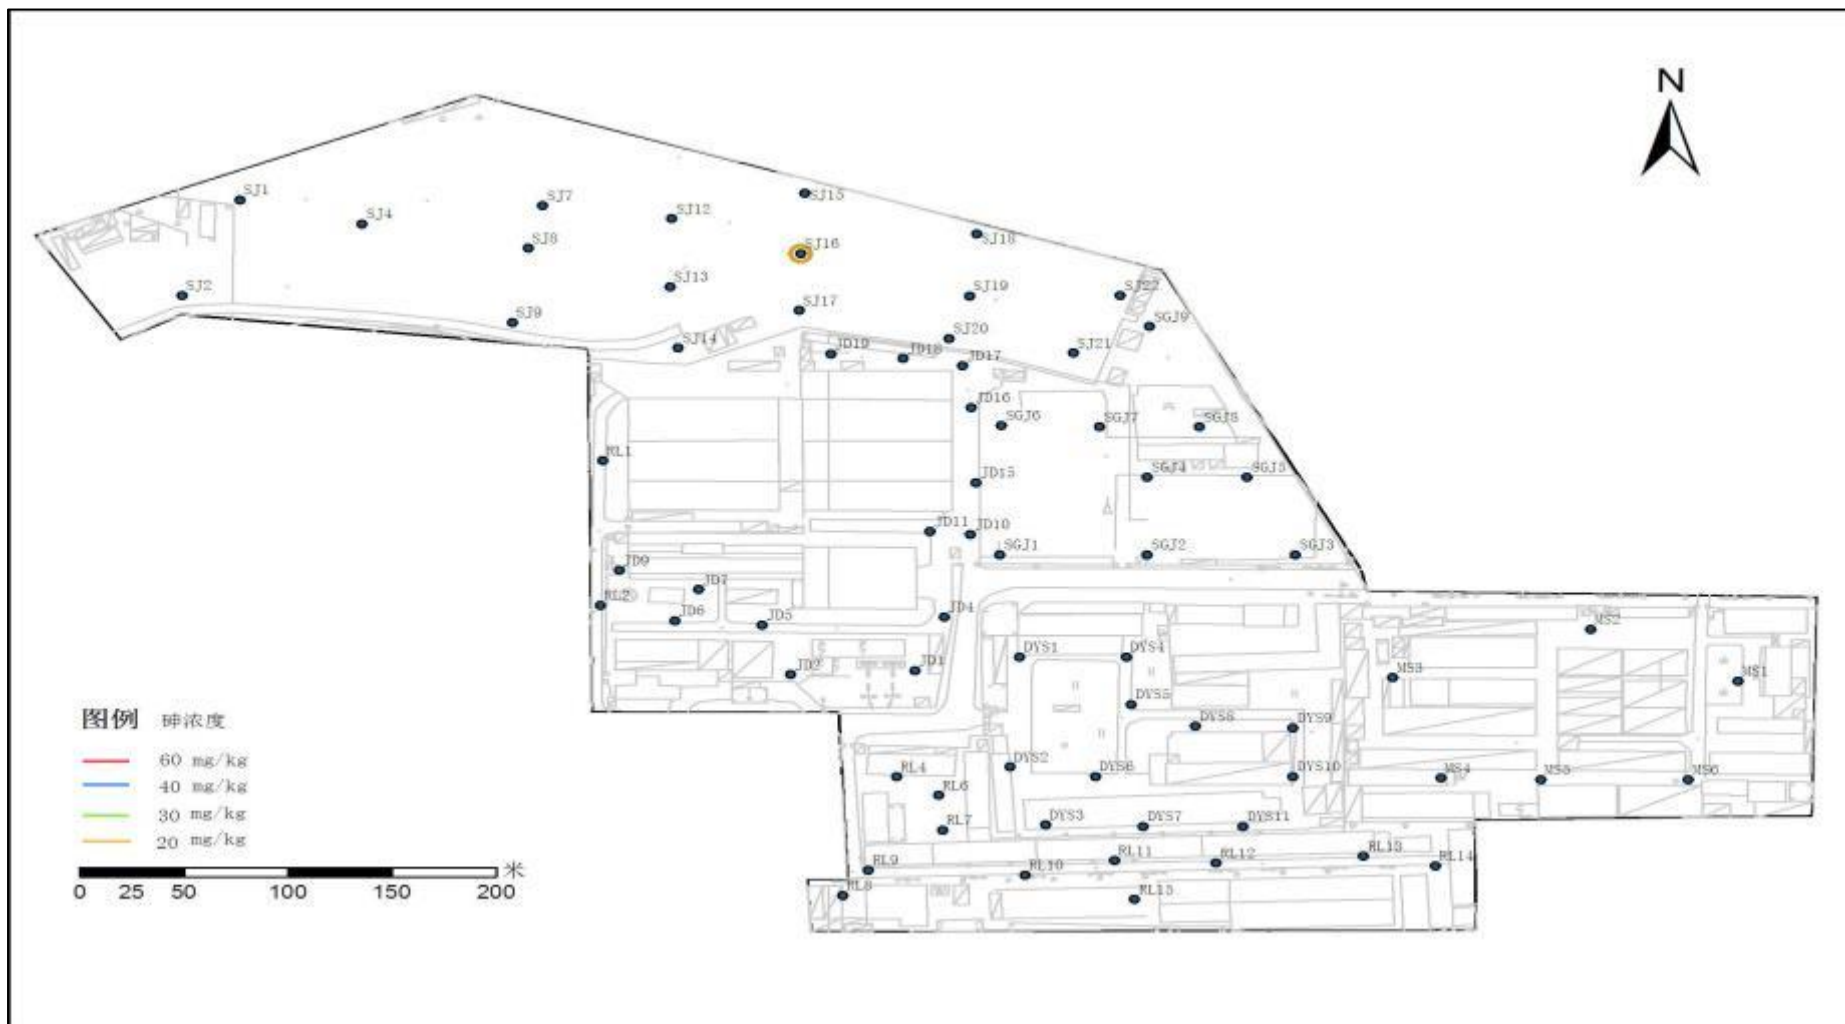 N
SJ1
SJ4
SJ7
SJ12
SJ15
SJ8
SJ16
SJ18
SJ2
SJ13
SJ19
SJ22
SJ9
SJ17
SGJ9
SJ14
SJ20
SJ21
JD19
JD18
JD17
JD16
SGJ6
SGJ7
SGJ8
RL1
JD15
SGJ4
SGJ5
JD11
JD10
SGJ1
SGJ2
SGJ3
JD9
JD7
RL2
JD6
JD5
JD4
MS2
DYS1
DYS4
JD2
JD1
MS3
MS1
DYS5
DYS8
DYS9
图例 砷浓度
60 mg/kg
40 mg/kg
30 mg/kg
20 mg/kg
RL4
DYS2
DYS6
DYS10
MS4
MS5
MS6
RL6
RL7
DYS3
DYS7
DYS11
RL9
RL10
RL11
RL12
RL13
RL14
RL8
RL15
0 25 50 100 150 200 米